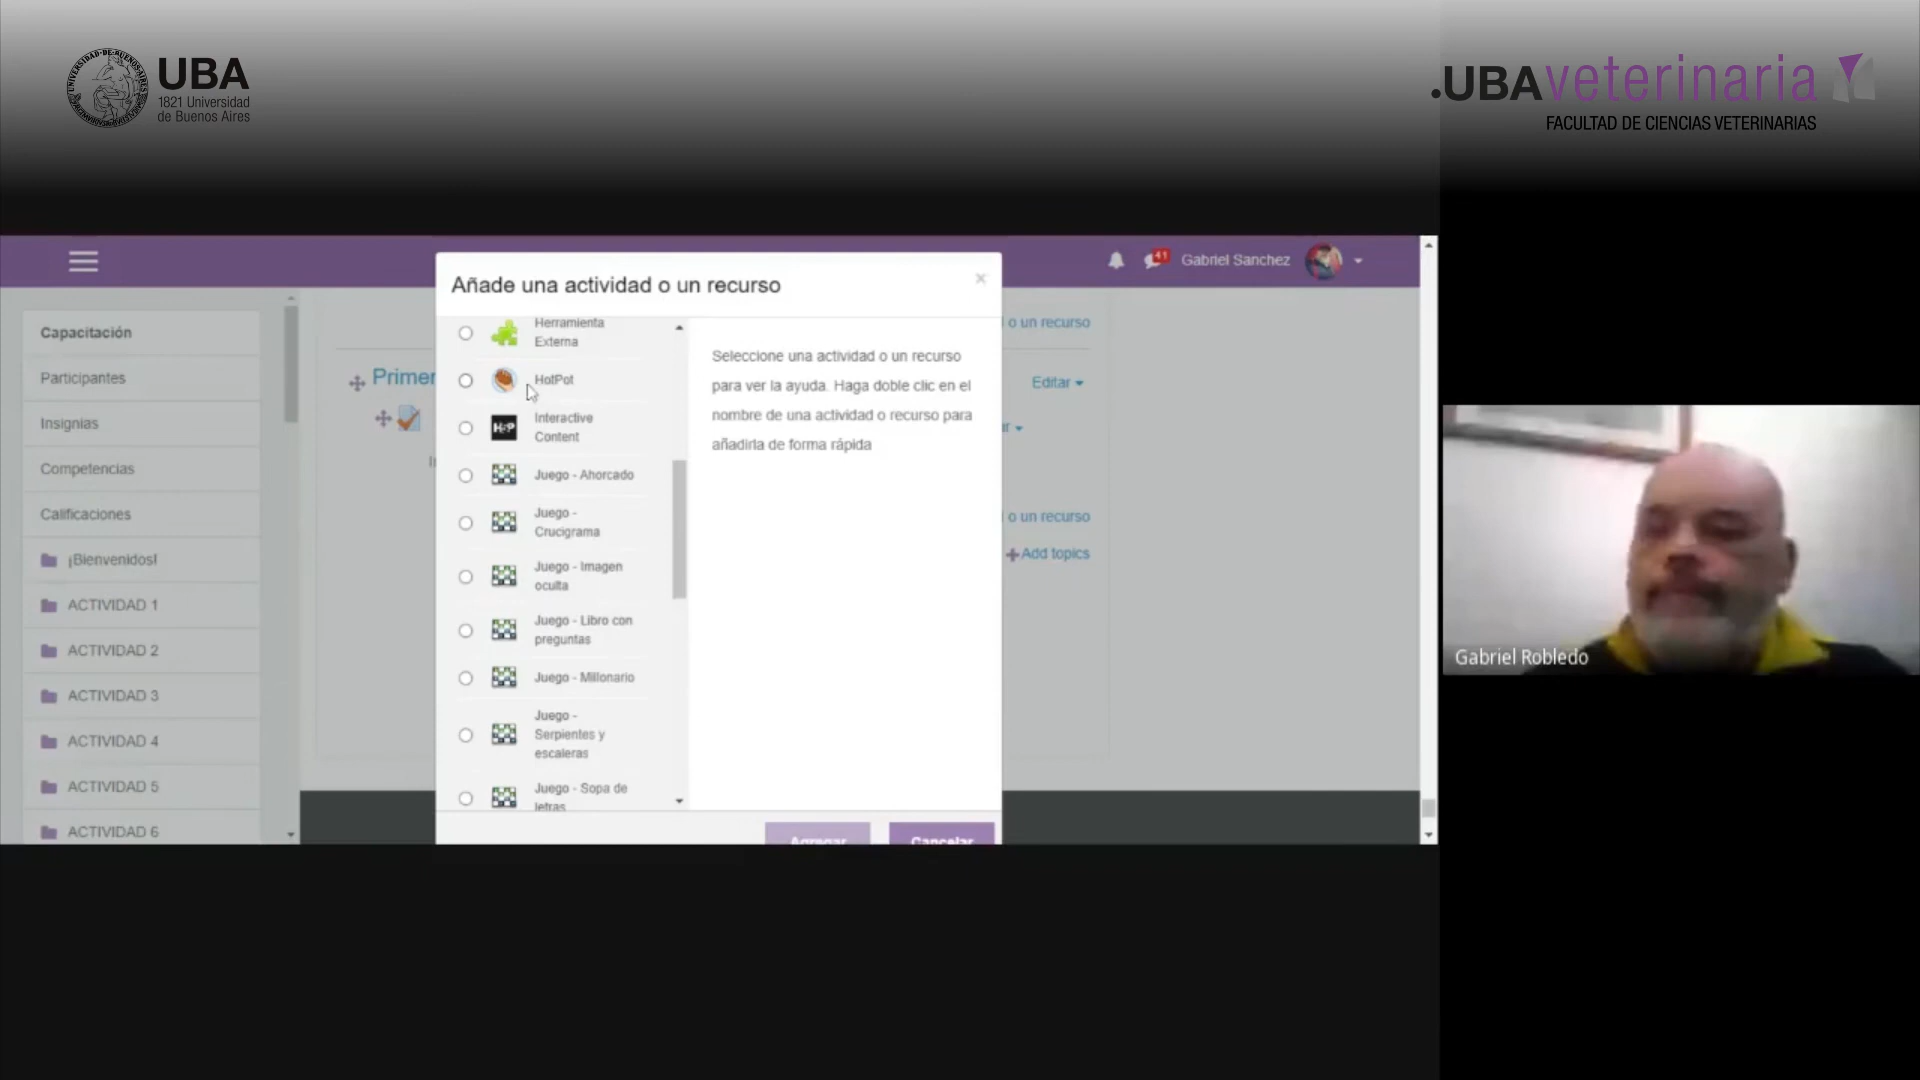 UBA
1821 Universidad
de Buenos Aires
.UBAveterinaria
FACULTAD DE CIENCIAS VETERINARIAS
41
Gabriel Sanchez
Capacitación
Participantes
Insignias
Competencias
Calificaciones
¡Bienvenidos!
ACTIVIDAD 1
ACTIVIDAD 2
ACTIVIDAD 3
ACTIVIDAD 4
ACTIVIDAD 5
ACTIVIDAD 6
Primer
Añade una actividad o un recurso
×
Herramienta
Externa
HotPot
H5P
Interactive
Content
Juego - Ahorcado
Juego -
Crucigrama
Juego - Imagen
oculta
Juego - Libro con
preguntas
Juego - Millonario
Juego -
Serpientes y
escaleras
Juego - Sopa de
letras
Seleccione una actividad o un recurso
para ver la ayuda. Haga doble clic en el
nombre de una actividad o recurso para
añadirla de forma rápida
Agregar
Cancelar
o un recurso
Editar
o un recurso
Add topics
Gabriel Robledo